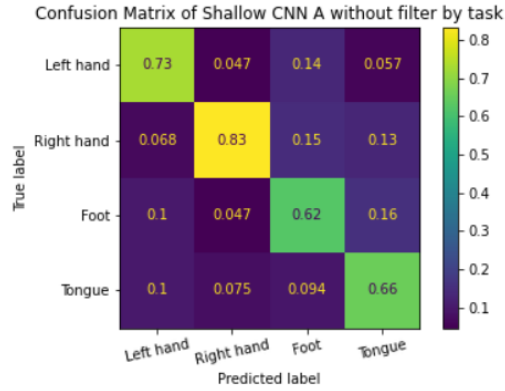 Confusion Matrix of Shallow CNN A without filter by task
True label
Left hand 0.73 0.047 0.14 0.057
Right hand 0.068 0.83 0.15 0.13
Foot 0.1 0.047 0.62 0.16
Tongue 0.1 0.075 0.094 0.66
Left hand Right hand Foot Tongue
Predicted label
0.8
0.7
0.6
0.5
0.4
0.3
0.2
0.1